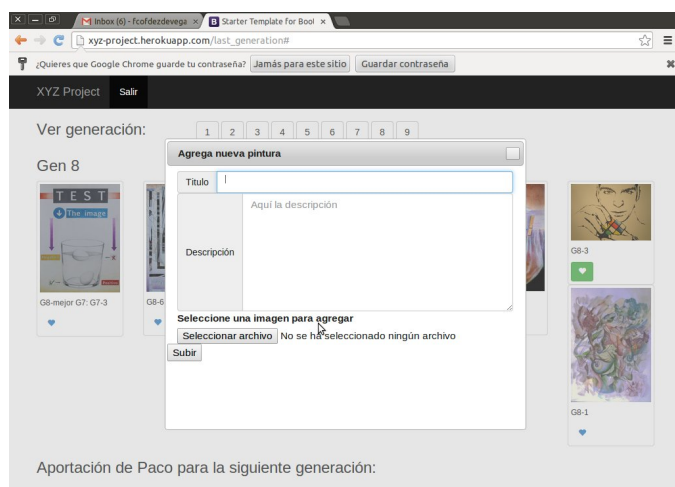 Inbox (6) - fcofdezdevega
Starter Template for Boo
xyz-project.herokuapp.com/last_generation#
¿Quieres que Google Chrome guarde tu contraseña? Jamás para este sitio Guardar contraseña
XYZ Project Salir
Ver generación: 1 2 3 4 5 6 7 8 9
Gen 8
TEST
The image
G8-mejor G7: G7-3
G8-6
Agrega nueva pintura
Título
Descripción
Aquí la descripción
Seleccione una imagen para agregar
Seleccionar archivo No se ha seleccionado ningún archivo
Subir
G8-3
G8-1
Aportación de Paco para la siguiente generación: